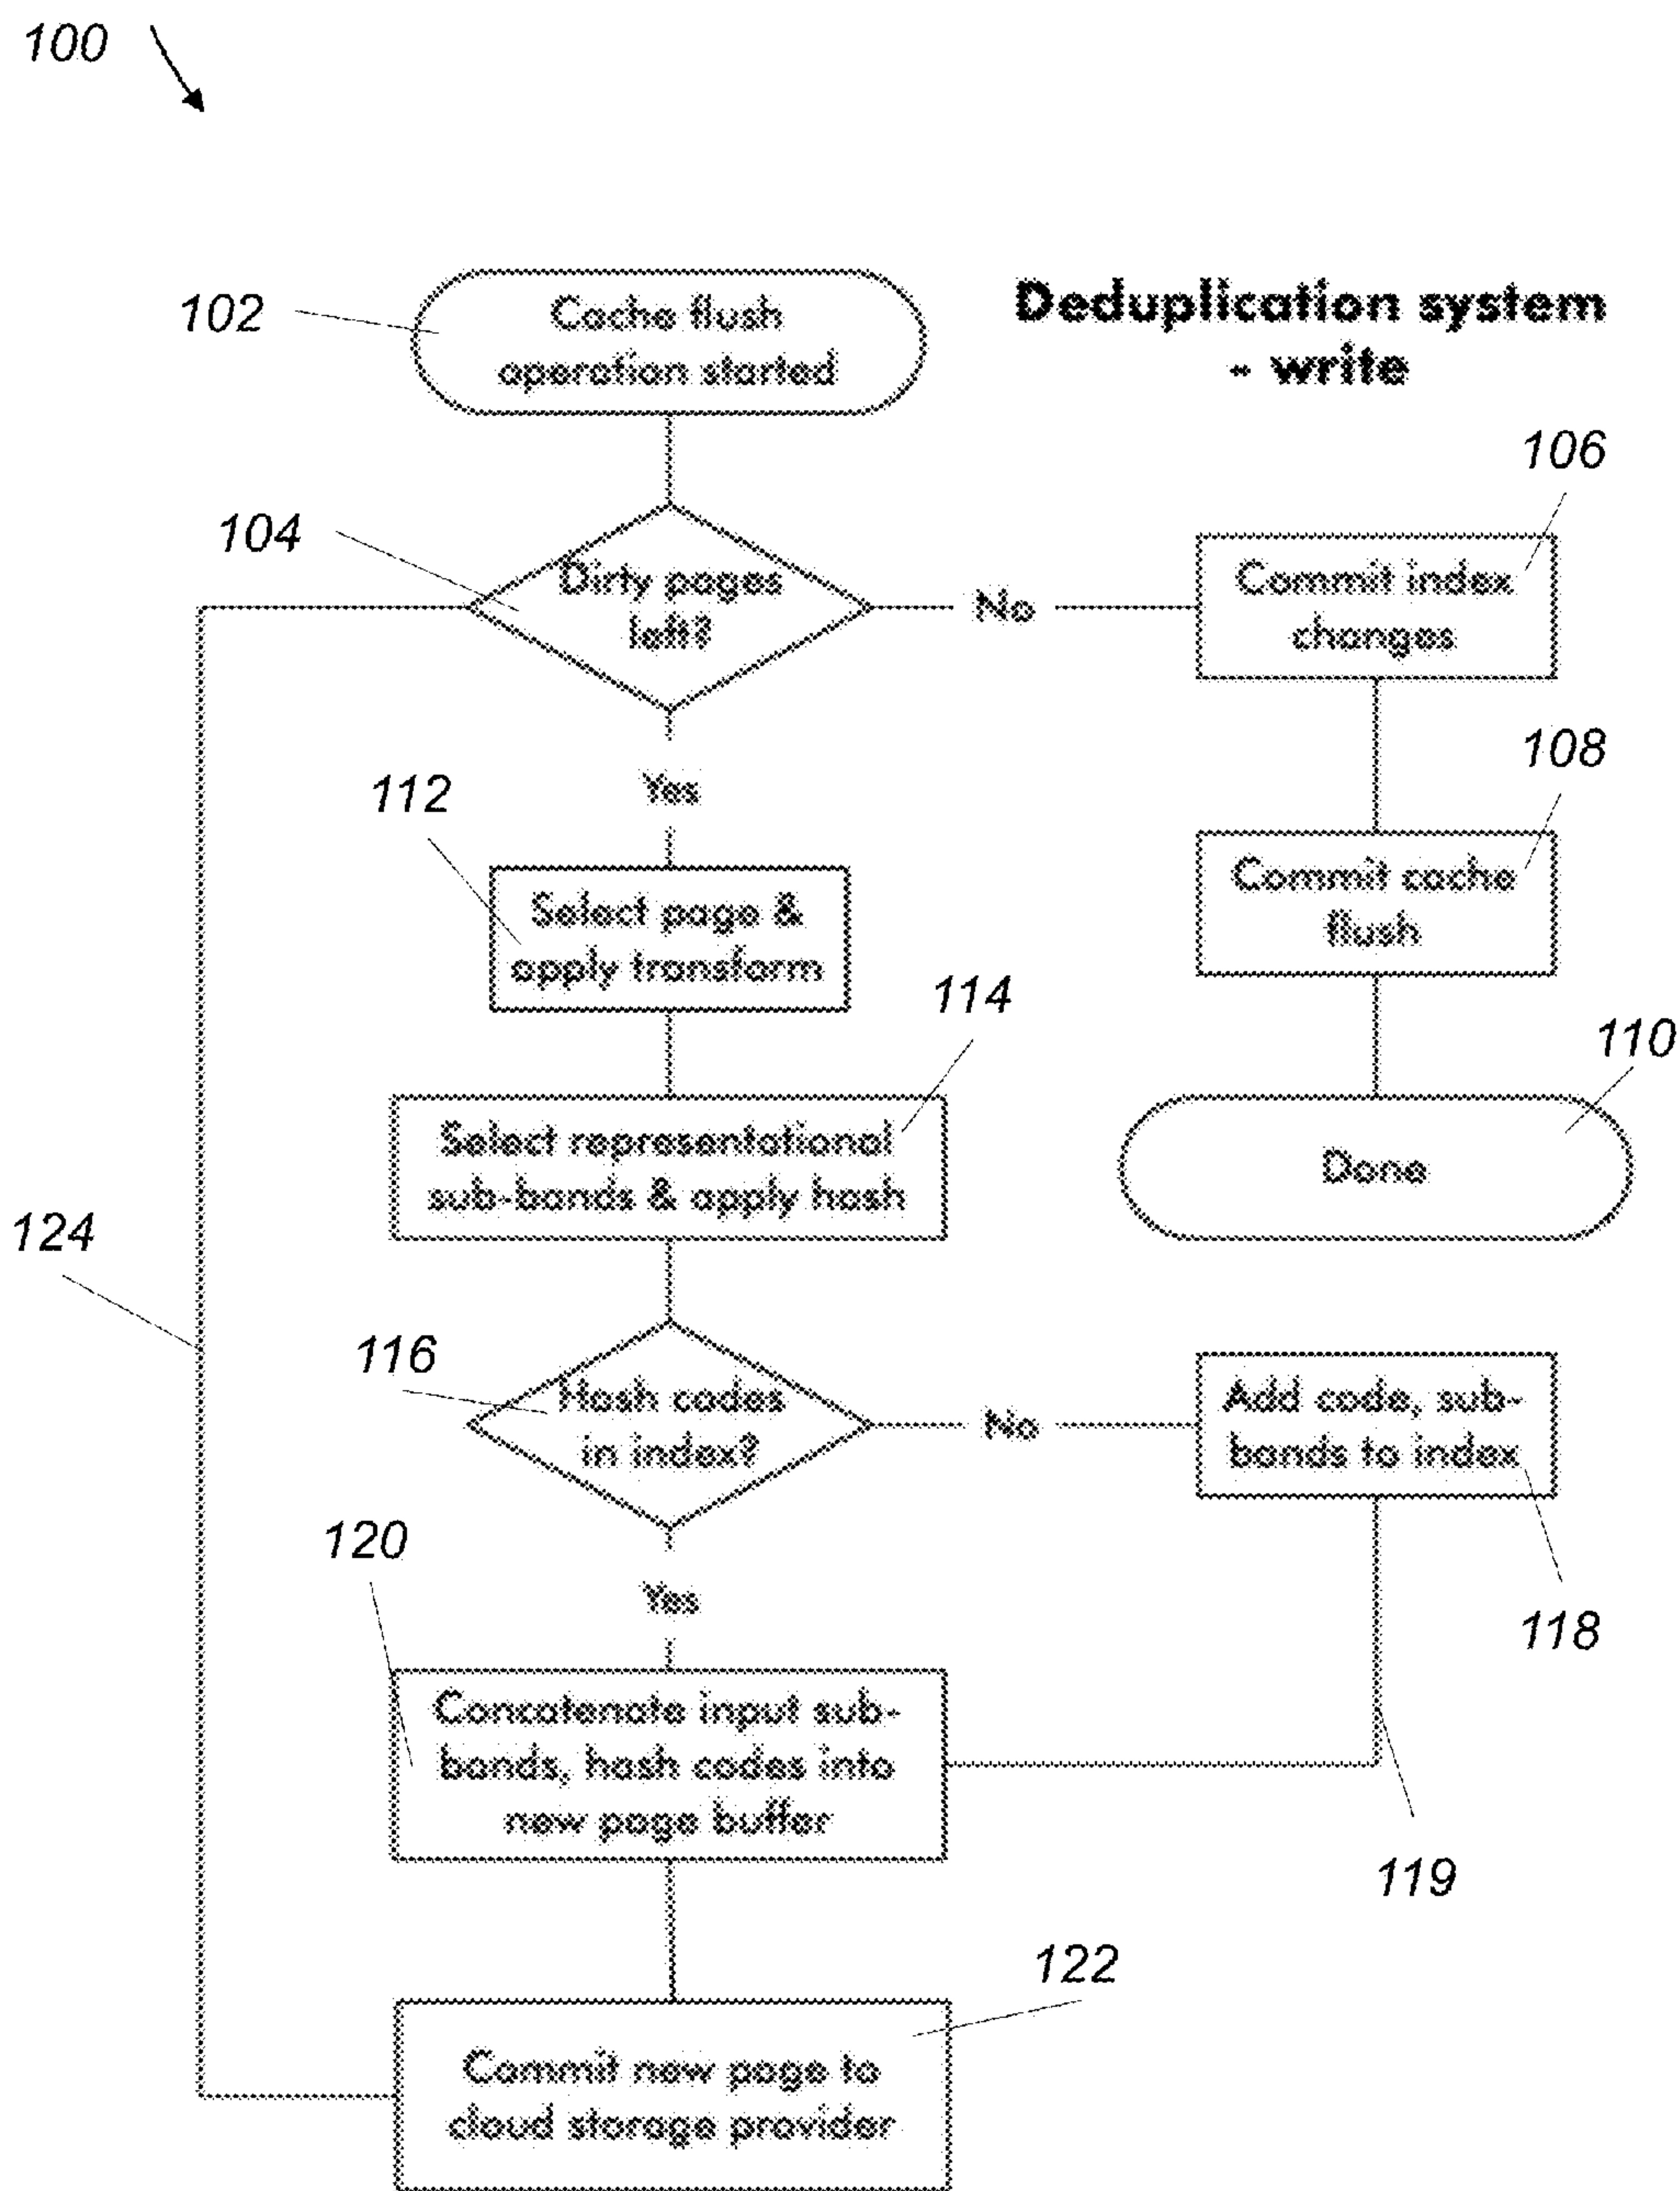 100
102
Cache flush
operation started
Deduplication system
- write
104
Dirty pages
left?
No
106
Commit index
changes
Yes
108
Commit cache
flush
112
Select page &
apply transform
110
Done
114
Select representational
sub-bands & apply hash
124
116
Hash codes
in index?
No
Add code, sub-
bands to index
118
Yes
120
Concatenate input sub-
bands, hash codes into
new page buffer
119
122
Commit new page to
cloud storage provider